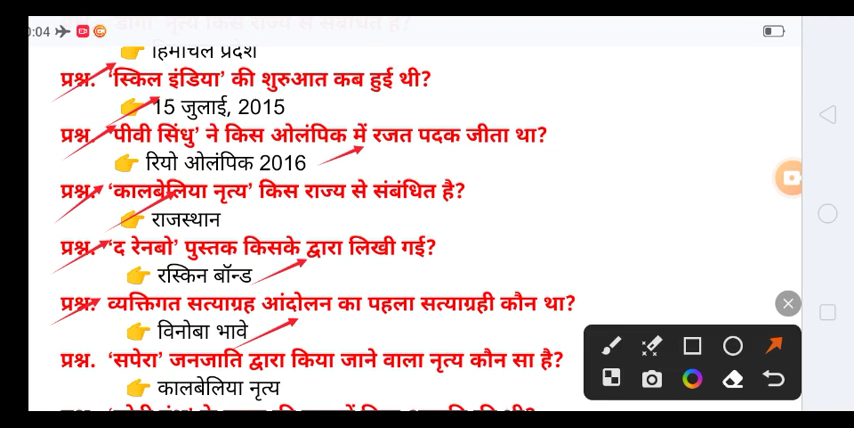 :04
हिमाचल प्रदेश
प्रश्न. 'स्किल इंडिया' की शुरुआत कब हुई थी?
15 जुलाई, 2015
प्रश्न. 'पीवी सिंधु' ने किस ओलंपिक में रजत पदक जीता था?
रियो ओलंपिक 2016
प्रश्न. 'कालबेलिया नृत्य' किस राज्य से संबंधित है?
राजस्थान
प्रश्न. 'द रेनबो' पुस्तक किसके द्वारा लिखी गई?
रस्किन बॉन्ड
प्रश्न. व्यक्तिगत सत्याग्रह आंदोलन का पहला सत्याग्रही कौन था?
विनोबा भावे
प्रश्न. 'सपेरा' जनजाति द्वारा किया जाने वाला नृत्य कौन सा है?
कालबेलिया नृत्य